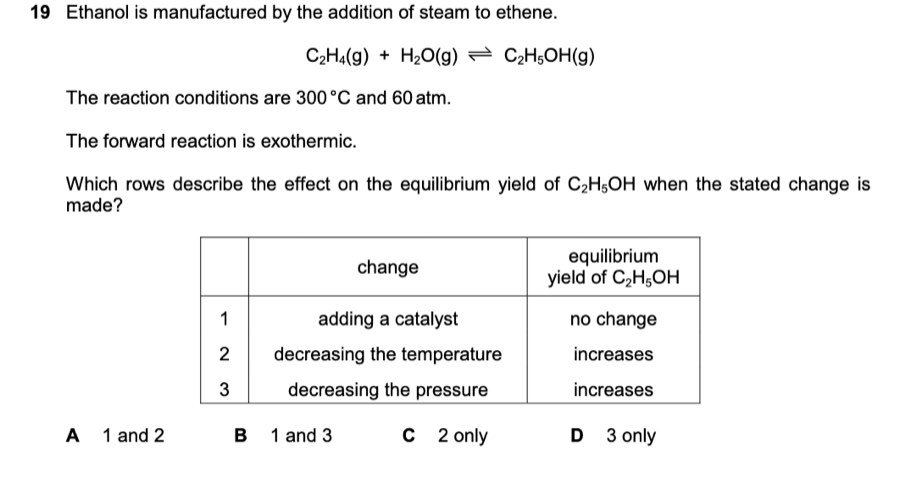 19 Ethanol is manufactured by the addition of steam to ethene.
C₂H₄(g) + H₂O(g) ⇌ C₂H₅OH(g)
The reaction conditions are 300 °C and 60 atm.
The forward reaction is exothermic.
Which rows describe the effect on the equilibrium yield of C₂H₅OH when the stated change is
made?
change
equilibrium
yield of C₂H₅OH
1 adding a catalyst no change
2 decreasing the temperature increases
3 decreasing the pressure increases
A 1 and 2 B 1 and 3 C 2 only D 3 only